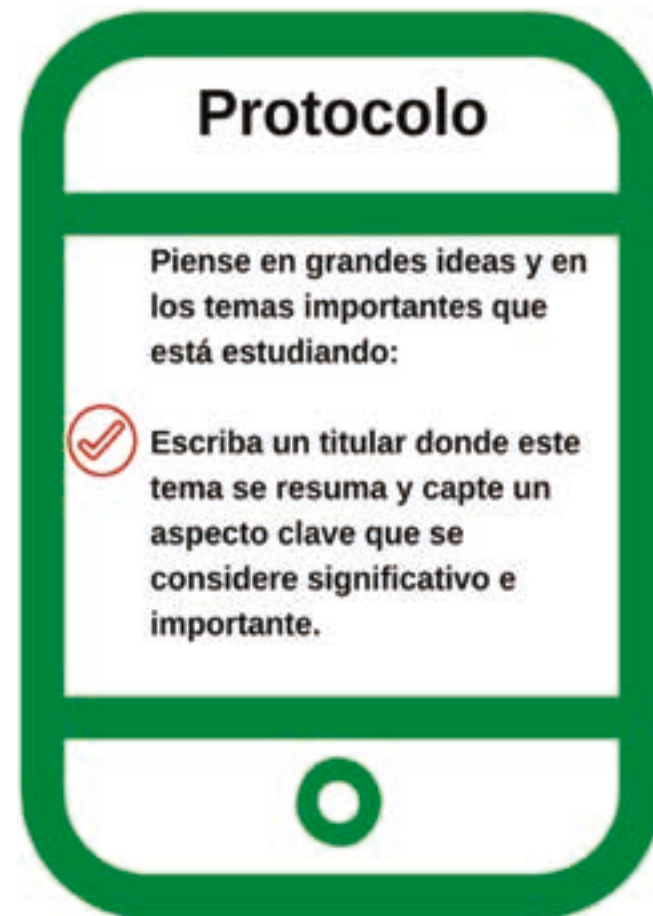 Protocolo
Piense en grandes ideas y en
los temas importantes que
está estudiando:
Escriba un titular donde este
tema se resuma y capte un
aspecto clave que se
considere significativo e
importante.